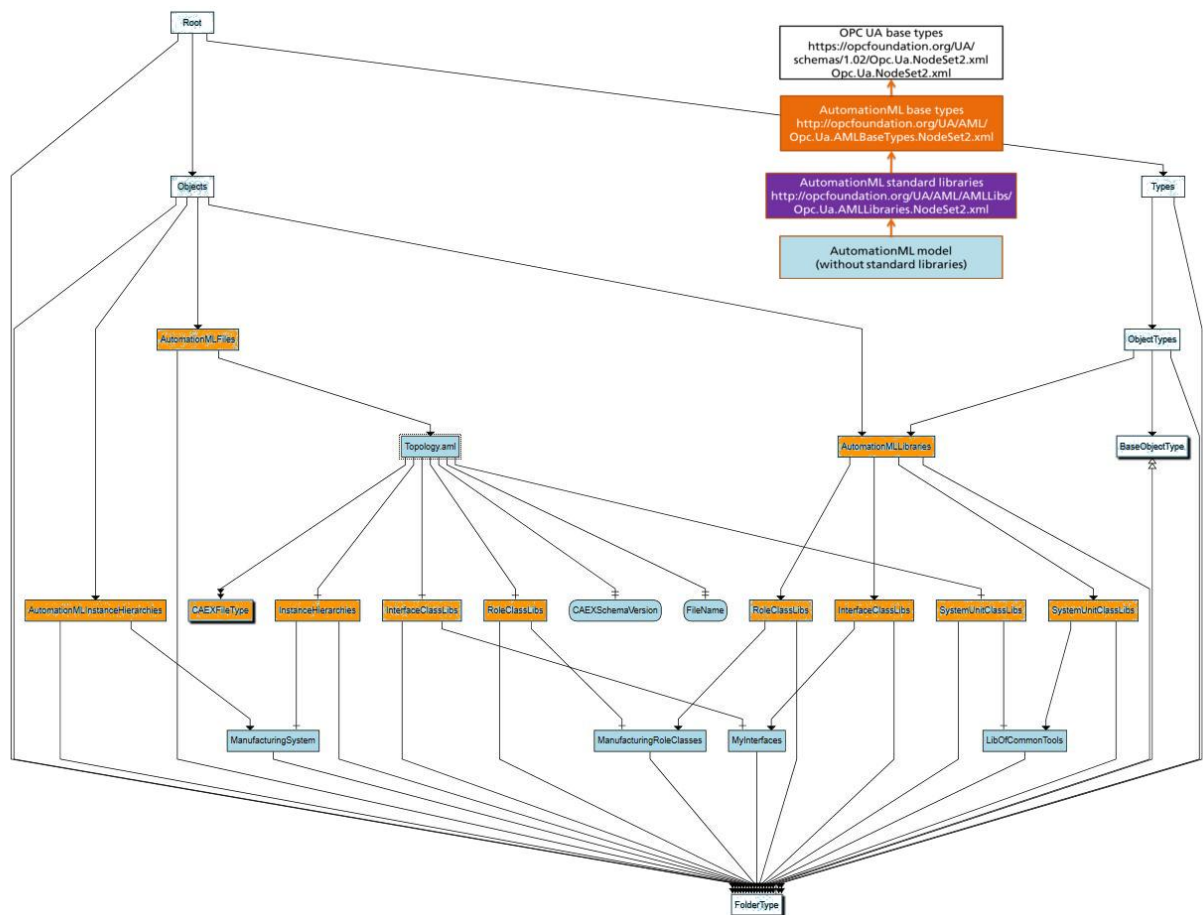 Root
OPC UA base types
https://opcfoundation.org/UA/
schemas/1.02/Opc.Ua.NodeSet2.xml
Opc.Ua.NodeSet2.xml
AutomationML base types
http://opcfoundation.org/UA/AML/
Opc.Ua.AMLBaseTypes.NodeSet2.xml
Objects
AutomationML standard libraries
http://opcfoundation.org/UA/AML/AMLLibs/
Opc.Ua.AMLLibraries.NodeSet2.xml
Types
AutomationML model
(without standard libraries)
AutomationMLFiles
ObjectTypes
Topology.aml
AutomationMLLibraries
BaseObjectType
AutomationMLInstanceHierarchies
CAEXFileType
InstanceHierarchies
InterfaceClassLibs
RoleClassLibs
CAEXSchemaVersion
FileName
RoleClassLibs
InterfaceClassLibs
SystemUnitClassLibs
SystemUnitClassLibs
ManufacturingSystem
ManufacturingRoleClasses
MyInterfaces
LibOfCommonTools
FolderType